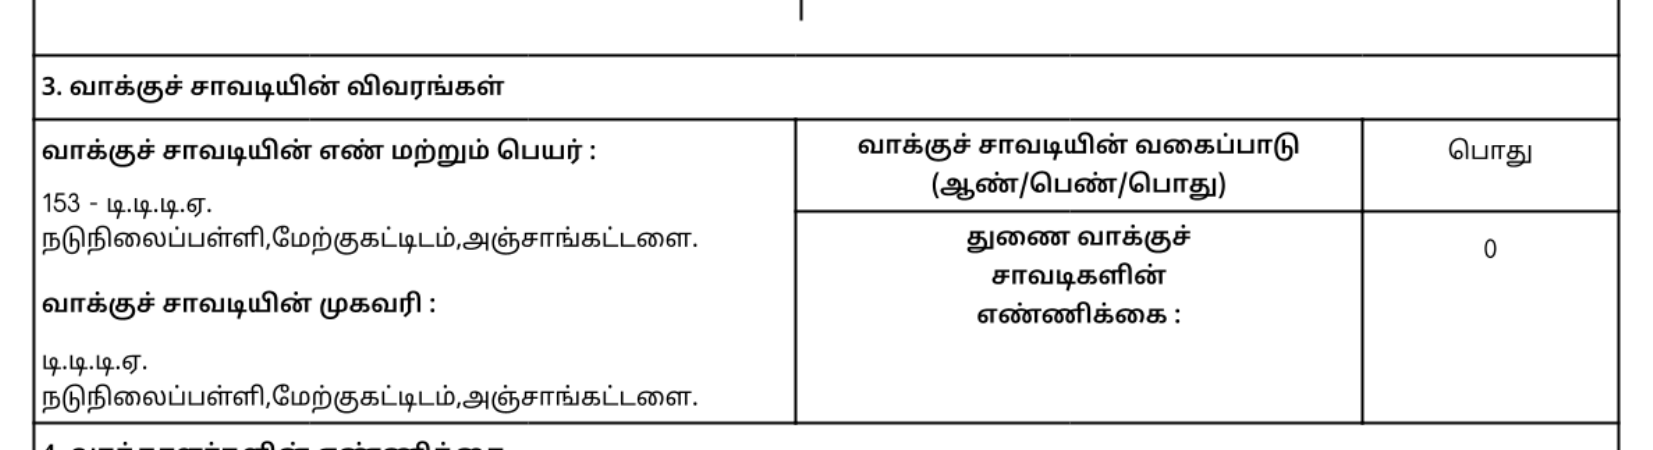 3. வாக்குச் சாவடியின் விவரங்கள்
வாக்குச் சாவடியின் எண் மற்றும் பெயர் :
153 - டி.டி.டி.ஏ.
நடுநிலைப்பள்ளி,மேற்குகட்டிடம்,அஞ்சாங்கட்டளை.
வாக்குச் சாவடியின் முகவரி :
டி.டி.டி.ஏ.
நடுநிலைப்பள்ளி,மேற்குகட்டிடம்,அஞ்சாங்கட்டளை.
வாக்குச் சாவடியின் வகைப்பாடு
(ஆண்/பெண்/பொது)
பொது
துணை வாக்குச்
சாவடிகளின்
எண்ணிக்கை :
0